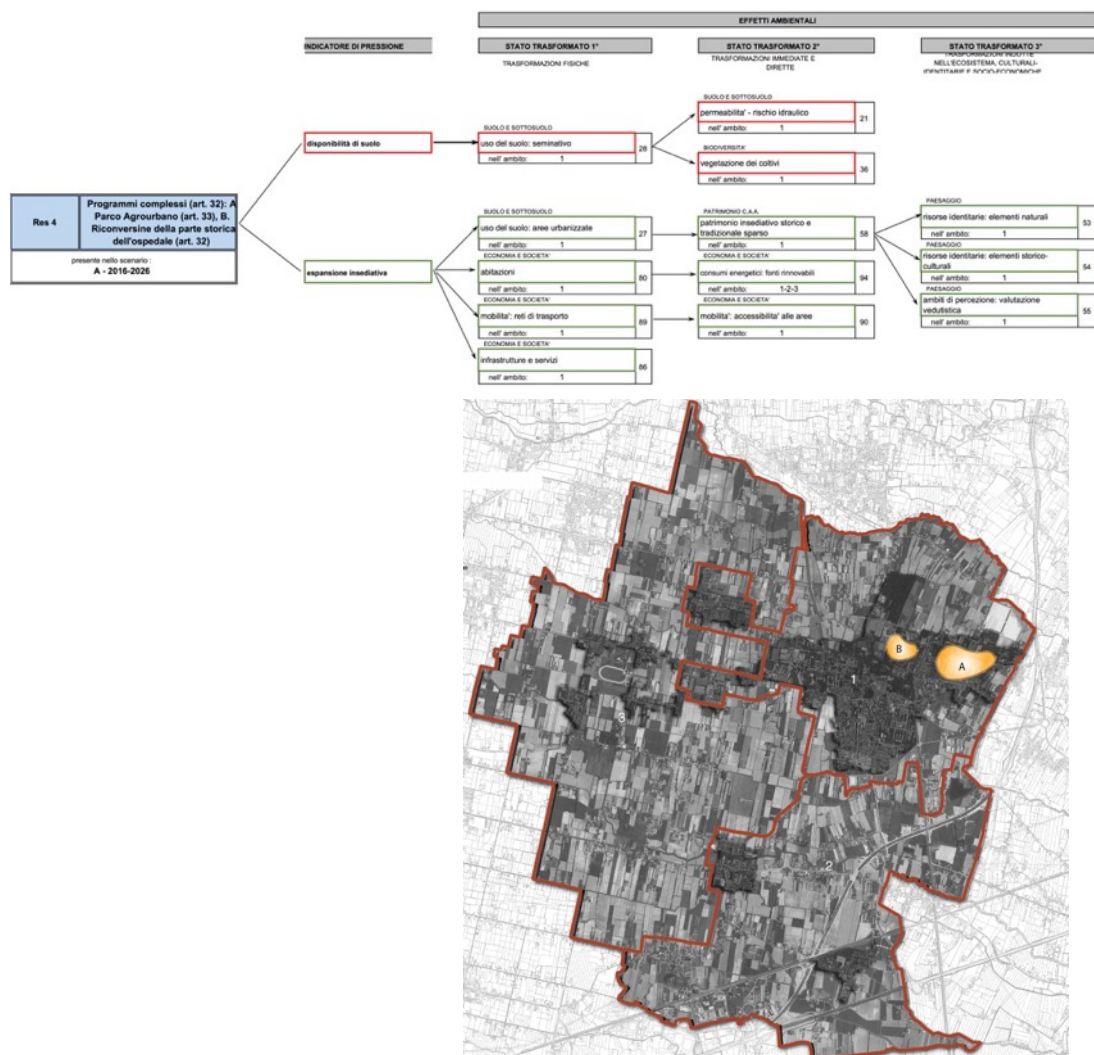 EFFETTI AMBIENTALI
INDICATORE DI PRESSIONE
STATO TRASFORMATO 1°
STATO TRASFORMATO 2°
STATO TRASFORMATO 3°
TRASFORMAZIONI FISICHE
TRASFORMAZIONI IMMEDIATE E
DIRETTE
TRASFORMAZIONI INDOTTE
NELL'ECOSISTEMA, CULTURALI-
IDENTITARIE E SOCIO-ECONOMICHE
Res 4
Programmi complessi (art. 32): A
Parco Agrourbano (art. 33), B.
Riconversine della parte storica
dell'ospedale (art. 32)
presente nello scenario :
A - 2016-2026
disponibilità di suolo
espansione insediativa
SUOLO E SOTTOSUOLO
uso del suolo: seminativo
28
nell' ambito: 1
SUOLO E SOTTOSUOLO
permeabilita' - rischio idraulico
21
nell' ambito: 1
BIODIVERSITA'
vegetazione dei coltivi
36
nell' ambito: 1
SUOLO E SOTTOSUOLO
uso del suolo: aree urbanizzate
27
nell' ambito: 1
ECONOMIA E SOCIETA'
abitazioni
80
nell' ambito: 1
ECONOMIA E SOCIETA'
mobilita': reti di trasporto
89
nell' ambito: 1
ECONOMIA E SOCIETA'
infrastrutture e servizi
86
nell' ambito: 1
PATRIMONIO C.A.A.
patrimonio insediativo storico e
tradizionale sparso
58
nell' ambito: 1
ECONOMIA E SOCIETA'
consumi energetici: fonti rinnovabili
94
nell' ambito: 1-2-3
ECONOMIA E SOCIETA'
mobilita': accessibilita' alle aree
90
nell' ambito: 1
PAESAGGIO
risorse identitarie: elementi naturali
53
nell' ambito: 1
PAESAGGIO
risorse identitarie: elementi storico-
culturali
54
nell' ambito: 1
PAESAGGIO
ambiti di percezione: valutazione
vedutistica
55
nell' ambito: 1
B
A
1
3
2